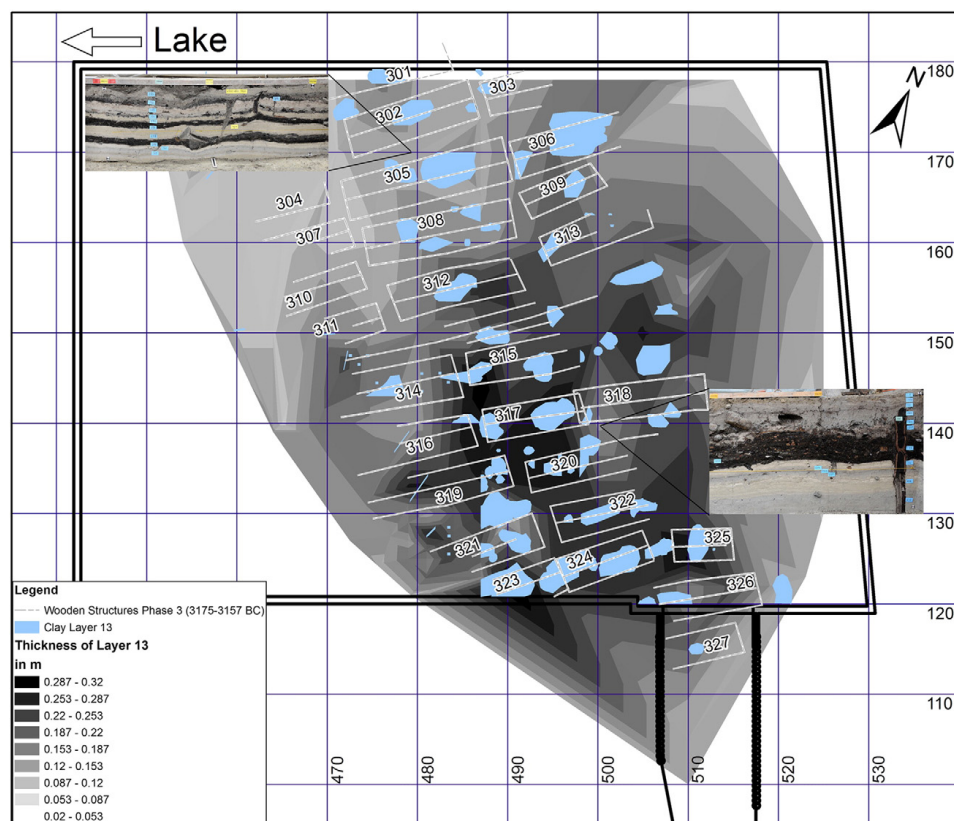 Lake
N
180
301
303
302
306
170
305
309
304
308
307
313
160
312
310
311
150
315
314
318
317
140
316
320
319
322
130
321
325
324
323
326
120
327
110
470
480
490
500
510
520
530
Legend
Wooden Structures Phase 3 (3175-3157 BC)
Clay Layer 13
Thickness of Layer 13
in m
0.287 - 0.32
0.253 - 0.287
0.22 - 0.253
0.187 - 0.22
0.153 - 0.187
0.12 - 0.153
0.087 - 0.12
0.053 - 0.087
0.02 - 0.053